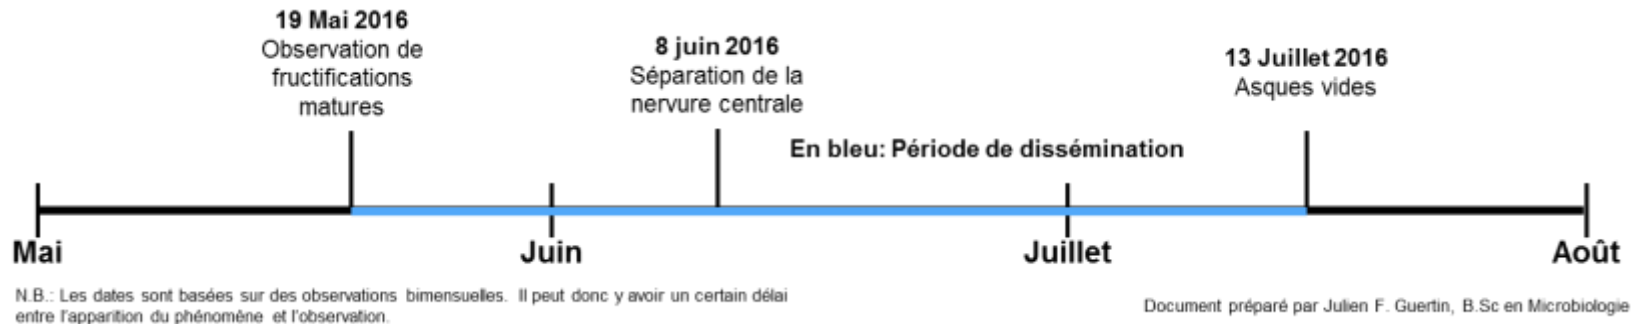 19 Mai 2016
Observation de
fructifications
matures
8 juin 2016
Séparation de la
nervure centrale
13 Juillet 2016
Asques vides
En bleu: Période de dissémination
Mai
Juin
Juillet
Août
N.B.: Les dates sont basées sur des observations bimensuelles. Il peut donc y avoir un certain délai
entre l'apparition du phénomène et l'observation.
Document préparé par Julien F. Guertin, B.Sc en Microbiologie